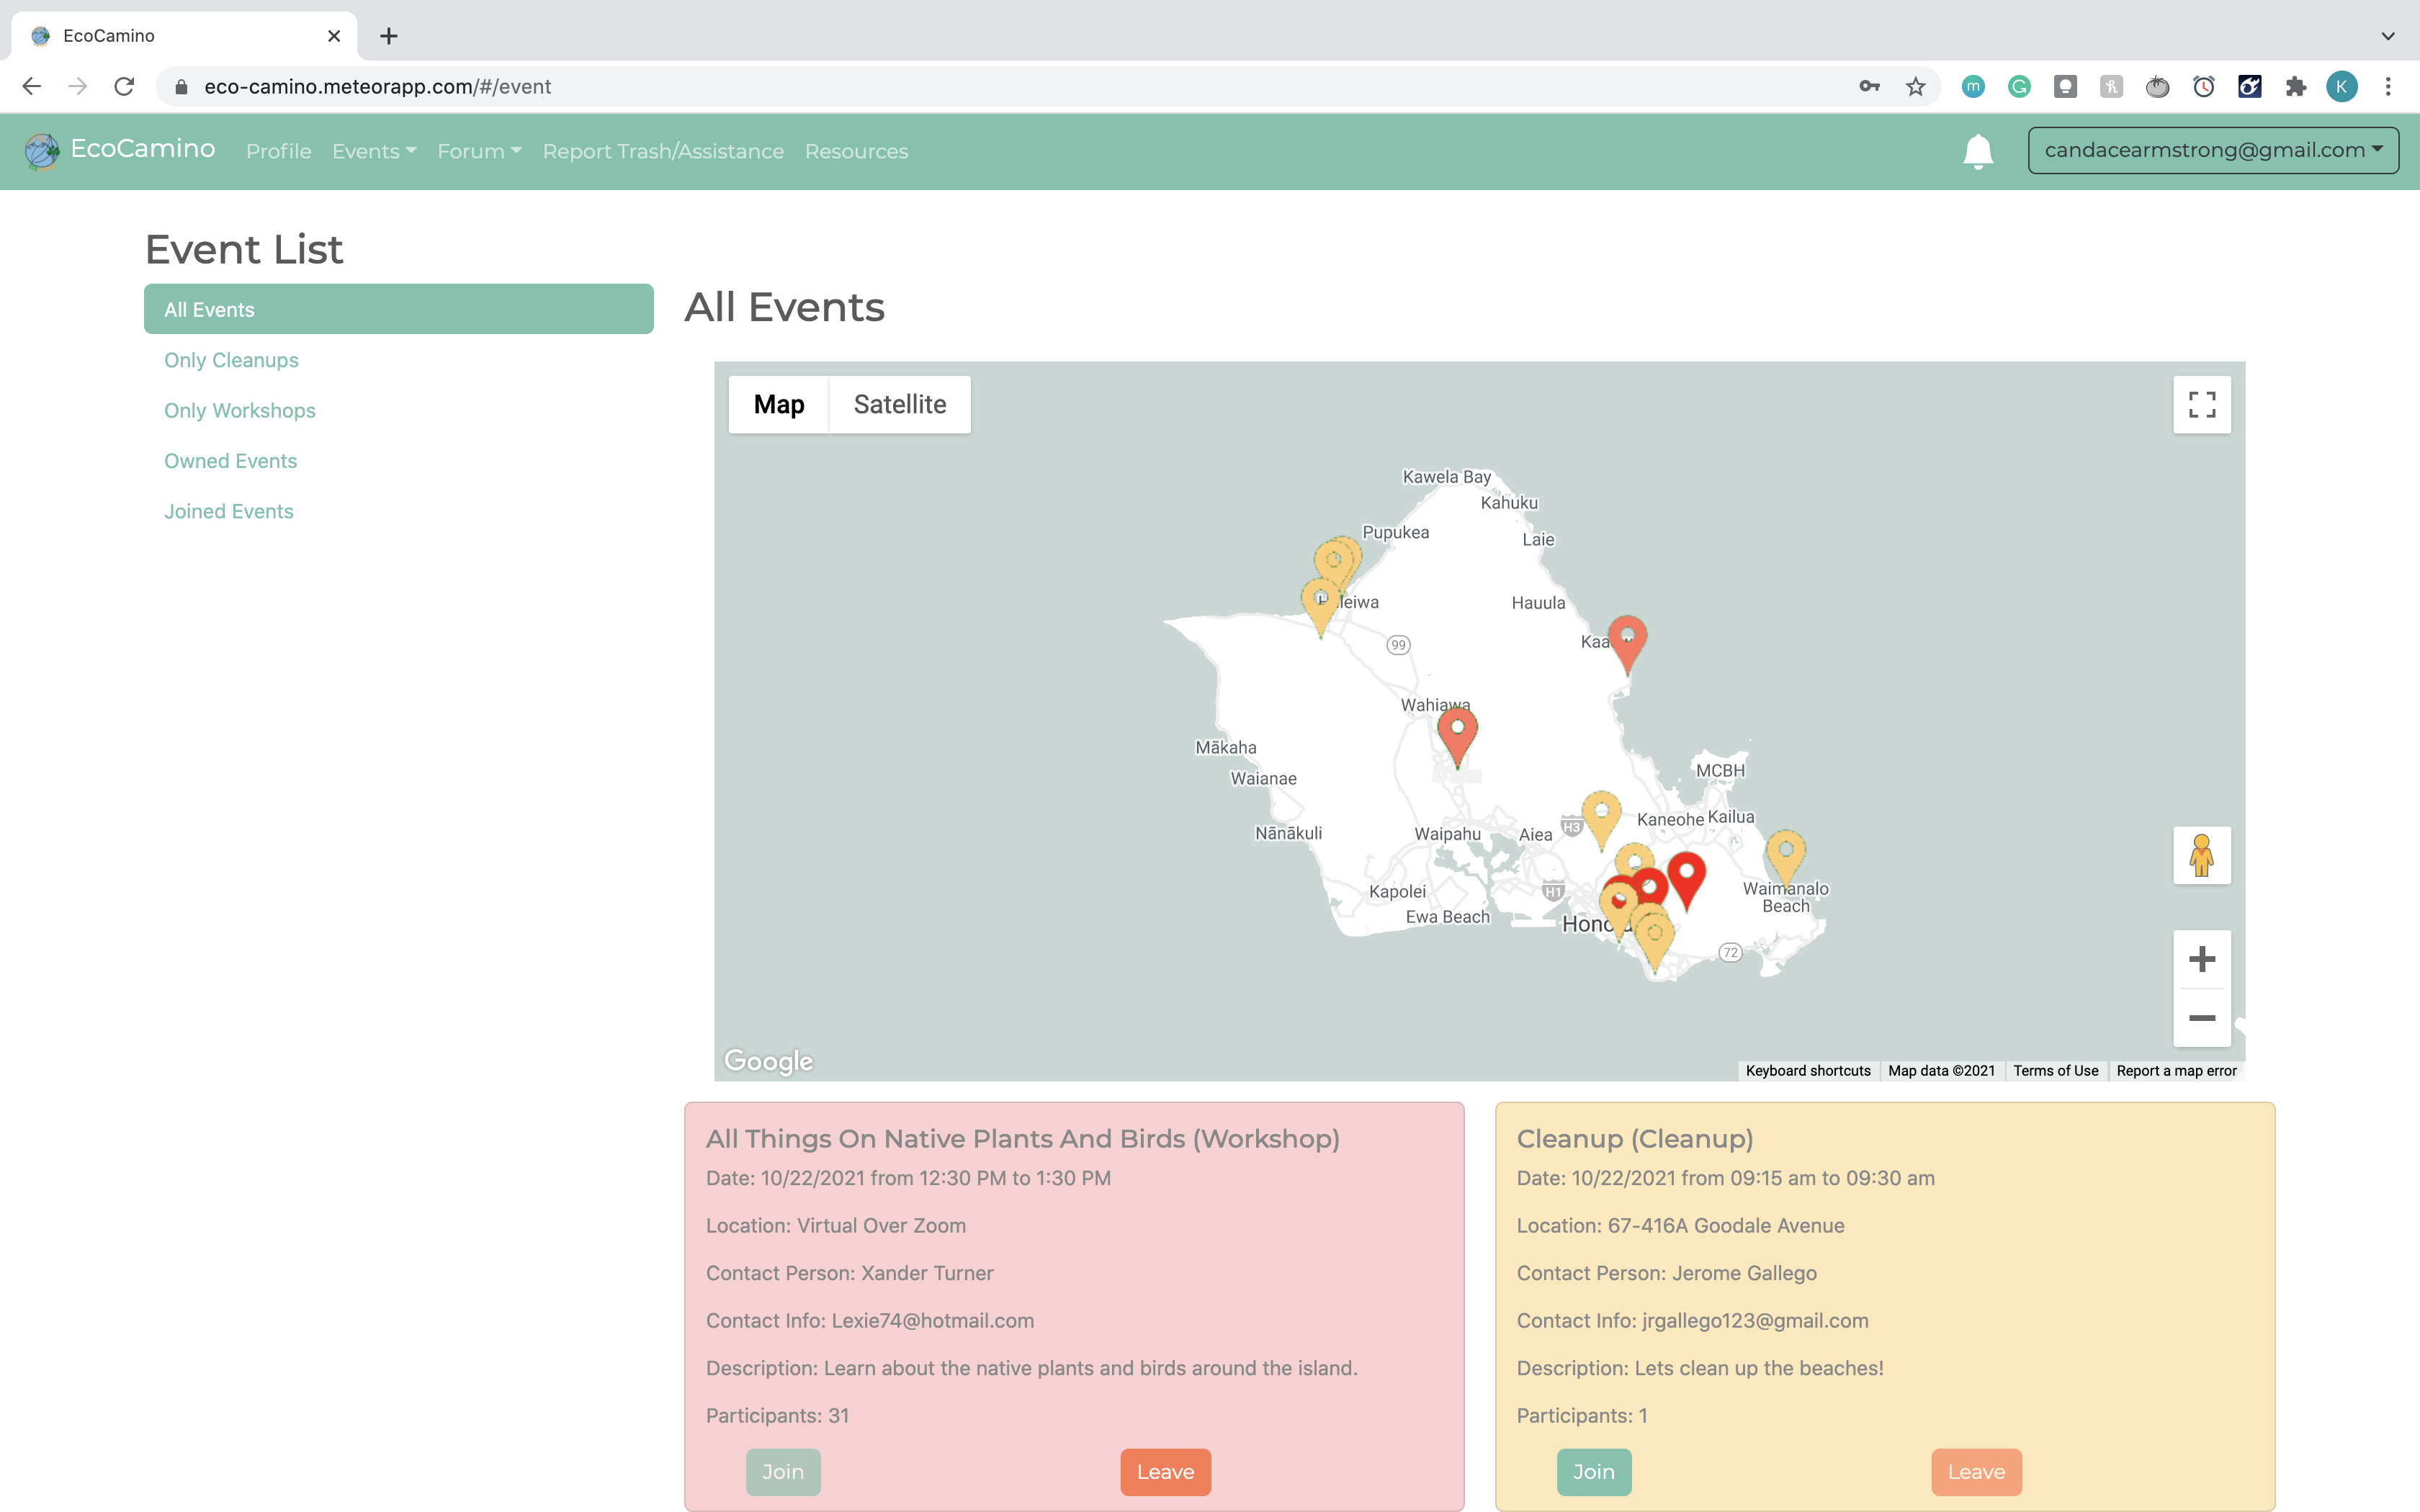 EcoCamino
eco-camino.meteorapp.com/#/event
m
K
EcoCamino
Profile
Events
Forum
Report Trash/Assistance
Resources
candacearmstrong@gmail.com
Event List
All Events
Only Cleanups
Only Workshops
Owned Events
Joined Events
All Events
Map
Satellite
Kawela Bay
Kahuku
Pupukea
Laie
Hauula
99
Wahiawa
Mākaha
Waianae
MCBH
Nānākuli
Waipahu
Aiea
H3
Kaneohe
Kailua
Kapolei
H1
Ewa Beach
Waimanalo
Beach
72
Google
Keyboard shortcuts
Map data ©2021
Terms of Use
Report a map error
All Things On Native Plants And Birds (Workshop)
Date: 10/22/2021 from 12:30 PM to 1:30 PM
Location: Virtual Over Zoom
Contact Person: Xander Turner
Contact Info: Lexie74@hotmail.com
Description: Learn about the native plants and birds around the island.
Participants: 31
Join
Leave
Cleanup (Cleanup)
Date: 10/22/2021 from 09:15 am to 09:30 am
Location: 67-416A Goodale Avenue
Contact Person: Jerome Gallego
Contact Info: jrgallego123@gmail.com
Description: Lets clean up the beaches!
Participants: 1
Join
Leave